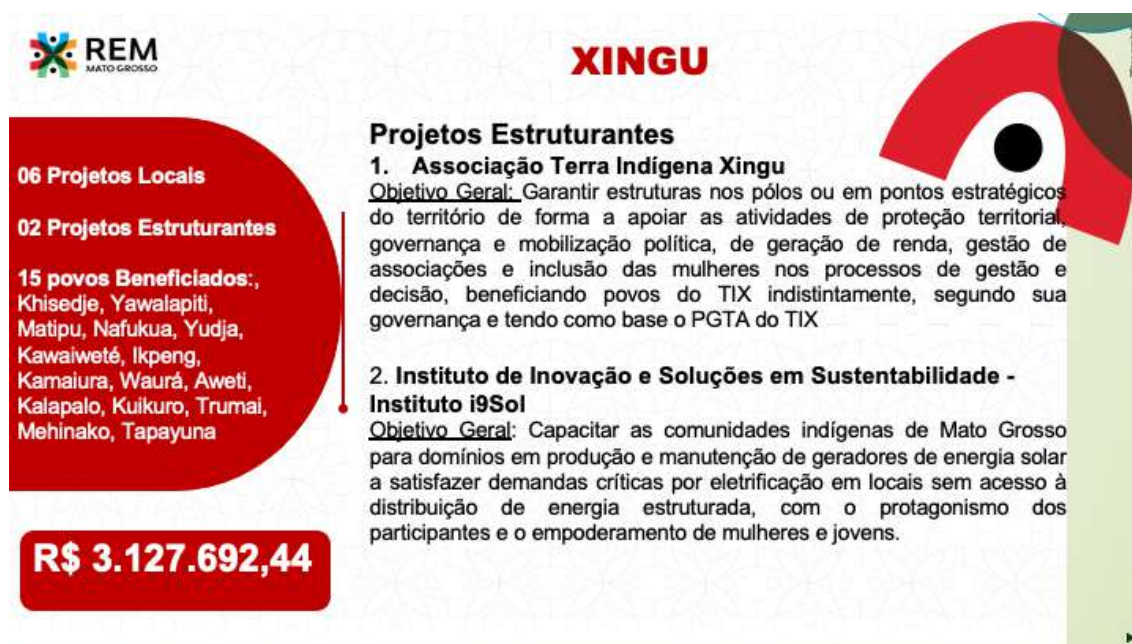 REM
MATO GROSSO
XINGU
06 Projetos Locais
02 Projetos Estruturantes
15 povos Beneficiados:,
Khisedje, Yawalapiti,
Matipu, Nafukua, Yudja,
Kawaiweté, Ikpeng,
Kamaiura, Waurá, Aweti,
Kalapalo, Kuikuro, Trumai,
Mehinako, Tapayuna
R$ 3.127.692,44
Projetos Estruturantes
1. Associação Terra Indígena Xingu
Objetivo Geral: Garantir estruturas nos pólos ou em pontos estratégicos
do território de forma a apoiar as atividades de proteção territorial,
governança e mobilização política, de geração de renda, gestão de
associações e inclusão das mulheres nos processos de gestão e
decisão, beneficiando povos do TIX indistintamente, segundo sua
governança e tendo como base o PGTA do TIX
2. Instituto de Inovação e Soluções em Sustentabilidade -
Instituto i9Sol
Objetivo Geral: Capacitar as comunidades indígenas de Mato Grosso
para domínios em produção e manutenção de geradores de energia solar
a satisfazer demandas críticas por eletrificação em locais sem acesso à
distribuição de energia estruturada, com o protagonismo dos
participantes e o empoderamento de mulheres e jovens.